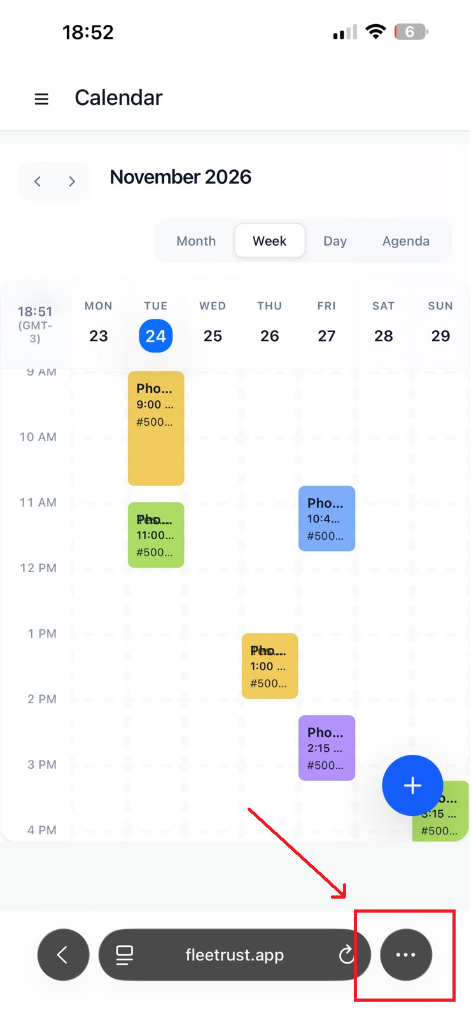 18:52
6
Calendar
November 2026
Month Week Day Agenda
18:51
(GMT-
3)
MON TUE WED THU FRI SAT SUN
23 24 25 26 27 28 29
9 AM
Pho...
9:00 ...
#500...
10 AM
11 AM
Pho...
10:4...
#500...
Pho...
11:00...
#500...
12 PM
1 PM
Pho...
1:00 ...
#500...
2 PM
Pho...
2:15 ...
#500...
3 PM
3:15 ...
#500...
4 PM
fleetrust.app